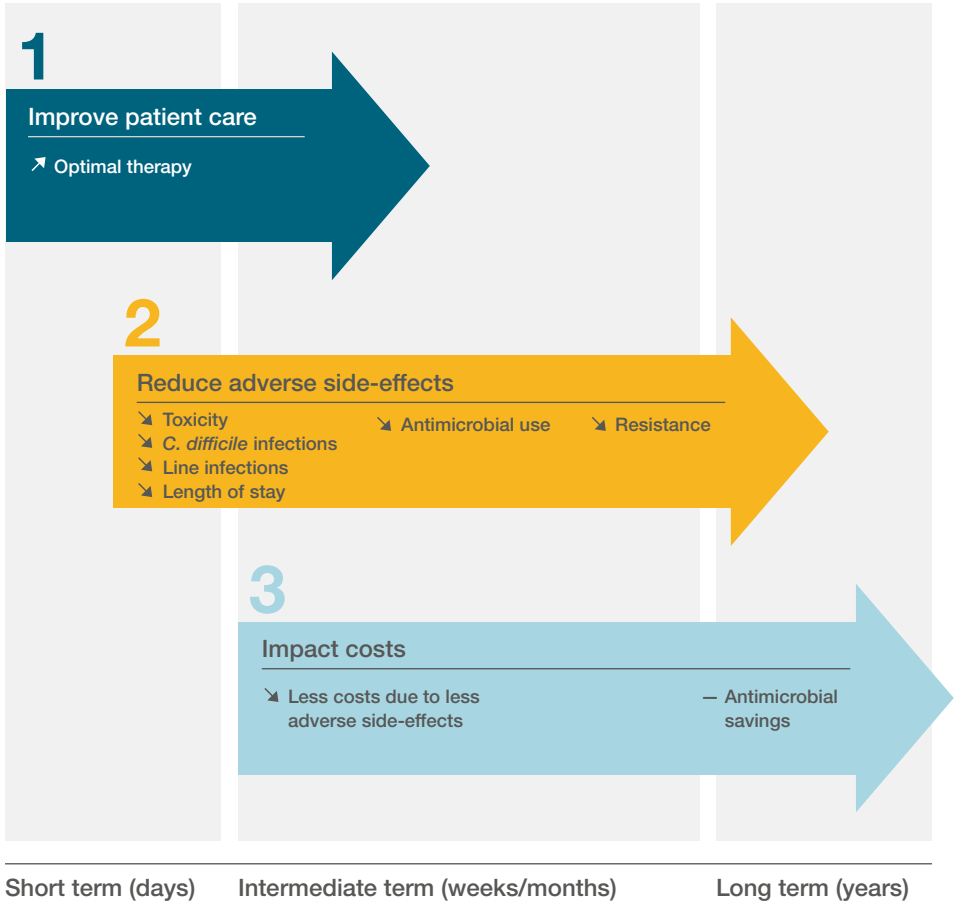 1
Improve patient care
↗ Optimal therapy
2
Reduce adverse side-effects
↘ Toxicity
↘ C. difficile infections
↘ Line infections
↘ Length of stay
↘ Antimicrobial use
↘ Resistance
3
Impact costs
↘ Less costs due to less
adverse side-effects
– Antimicrobial
savings
Short term (days)
Intermediate term (weeks/months)
Long term (years)